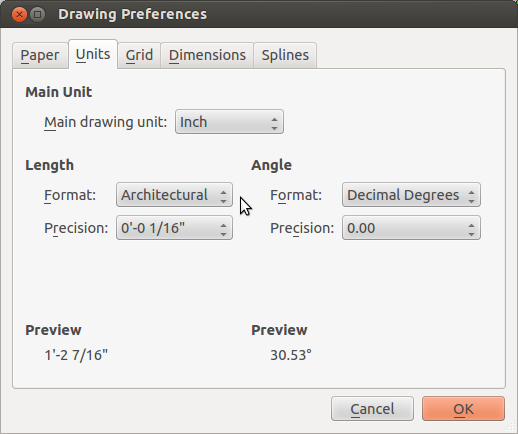 Drawing Preferences
Paper Units Grid Dimensions Splines
Main Unit
Main drawing unit: Inch
Length Angle
Format: Architectural Format: Decimal Degrees
Precision: 0'-0 1/16" Precision: 0.00
Preview Preview
1'-2 7/16" 30.53°
Cancel OK